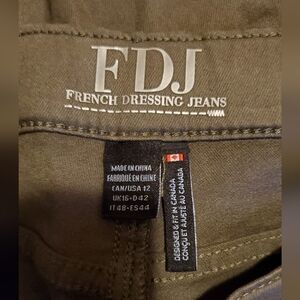 FDJ
FRENCH DRESSING JEANS
MADE IN CHINA
FABRIQUÉ EN CHINE
CAN/USA 12
UK16-D42
IT48-ES44
DESIGNED & FIT IN CANADA
CONÇU ET AJUSTÉ AU CANADA